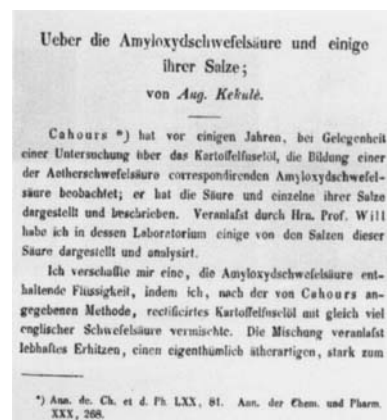 Ueber die Amyloxydschwefelsäure und einige
ihrer Salze;
von Aug. Kekulé.
Cahours *) hat vor einigen Jahren, bei Gelegenheit
einer Untersuchung über das Kartoffelfuselöl, die Bildung einer
der Aetherschwefelsäure correspondirenden Amyloxydschwefel-
säure beobachtet; er hat die Säure und einzelne ihrer Salze
dargestellt und beschrieben. Veranlafst durch Hrn. Prof. Will
habe ich in dessen Laboratorium einige von den Salzen dieser
Säure dargestellt und analysirt.
Ich verschaffte mir eine, die Amyloxydschwefelsäure ent-
haltende Flüssigkeit, indem ich, nach der von Cahours an-
gegebenen Methode, rectificirtes Kartoffelfuselöl mit gleich viel
englischer Schwefelsäure vermischte. Die Mischung veranlafst
lebhaftes Erhitzen, einen eigenthümlich ätherartigen, stark zum
*) Ann. de. Ch. et d. Ph. LXX, 81. Ann. der Chem. und Pharm.
XXX, 268.